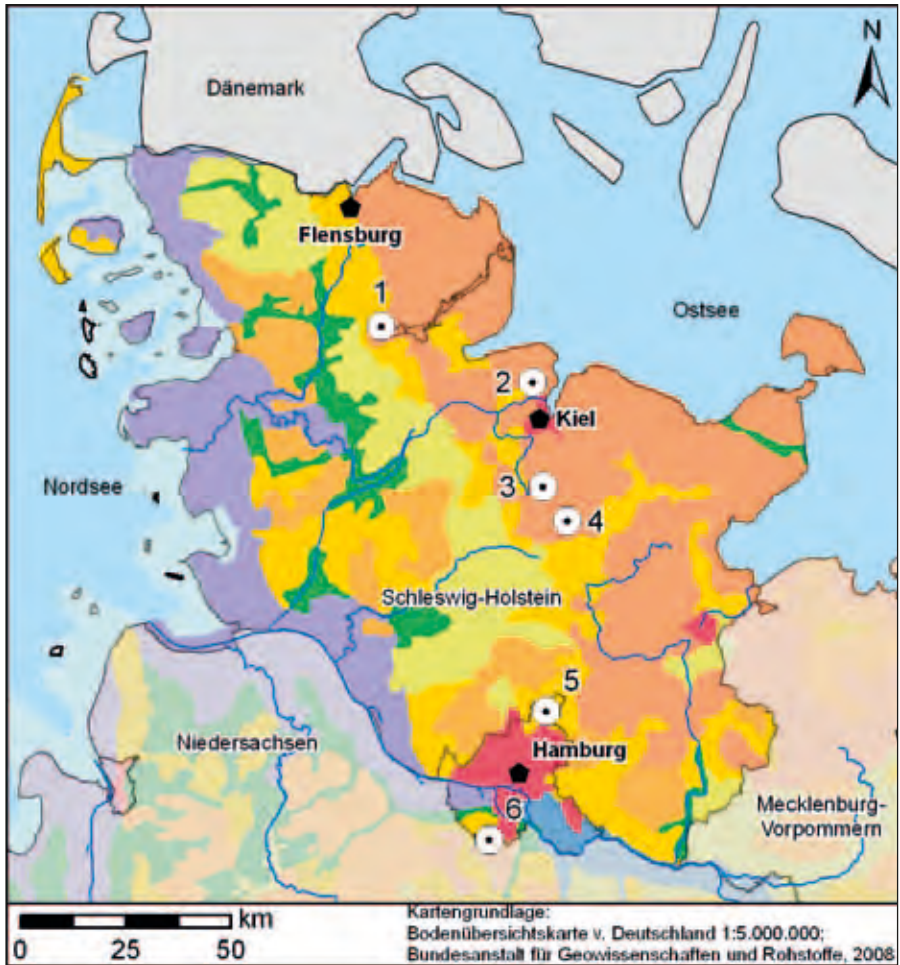 N
Dänemark
Flensburg
1
Ostsee
2
Kiel
Nordsee
3
4
Schleswig-Holstein
5
Niedersachsen
Hamburg
6
Mecklenburg-
Vorpommern
km
0 25 50
Kartengrundlage:
Bodenübersichtskarte v. Deutschland 1:5.000.000;
Bundesanstalt für Geowissenschaften und Rohstoffe, 2008